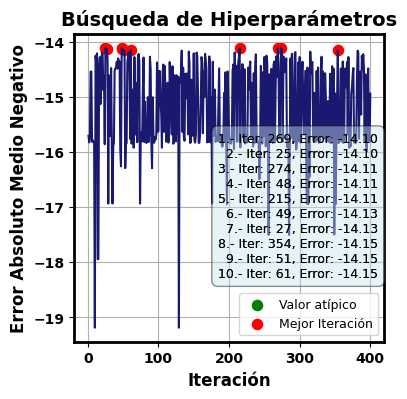 Búsqueda de Hiperparámetros
Error Absoluto Medio Negativo
−14
−15
−16
−17
−18
−19
1.- Iter: 269, Error: -14.10
2.- Iter: 25, Error: -14.10
3.- Iter: 274, Error: -14.11
4.- Iter: 48, Error: -14.11
5.- Iter: 215, Error: -14.11
6.- Iter: 49, Error: -14.13
7.- Iter: 27, Error: -14.13
8.- Iter: 354, Error: -14.15
9.- Iter: 51, Error: -14.15
10.- Iter: 61, Error: -14.15
Valor atípico
Mejor Iteración
0 100 200 300 400
Iteración